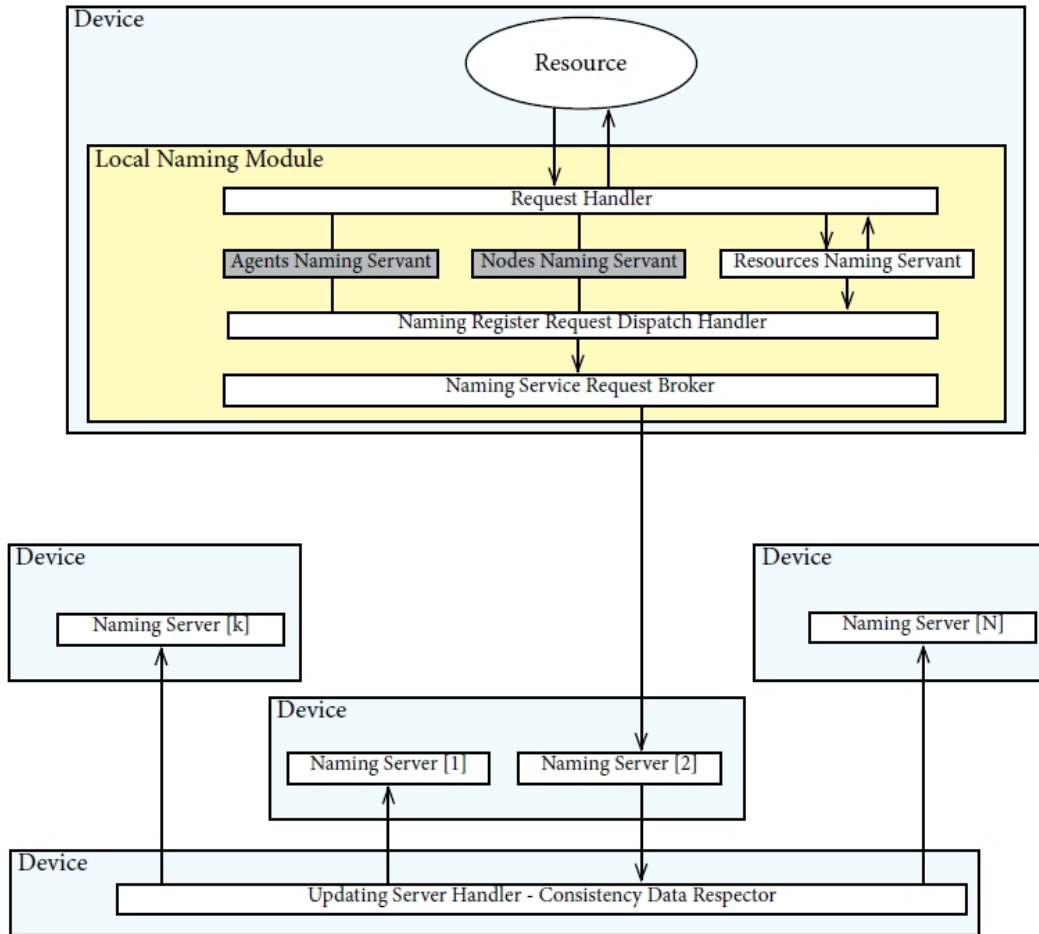 Device
Resource
Local Naming Module
Request Handler
Agents Naming Servant
Nodes Naming Servant
Resources Naming Servant
Naming Register Request Dispatch Handler
Naming Service Request Broker
Device
Naming Server [k]
Device
Naming Server [N]
Device
Naming Server [1]
Naming Server [2]
Device
Updating Server Handler - Consistency Data Respector